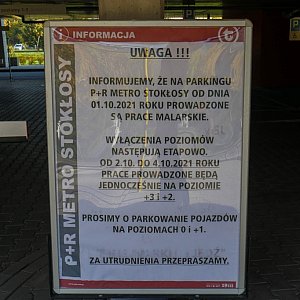 INFORMACJA
P+R METRO STOKŁOSY
UWAGA !!!
INFORMUJEMY, ŻE NA PARKINGU
P+R METRO STOKŁOSY OD DNIA
01.10.2021 ROKU PROWADZONE
SĄ PRACE MALARSKIE.
WYŁĄCZENIA POZIOMÓW
NASTĘPUJĄ ETAPOWO.
OD 2.10. DO 4.10.2021 ROKU
PRACE PROWADZONE BĘDĄ
JEDNOCZEŚNIE NA POZIOMIE
+3 i +2.
PROSIMY O PARKOWANIE POJAZDÓW
NA POZIOMACH 0 i +1.
ZA UTRUDNIENIA PRZEPRASZAMY.